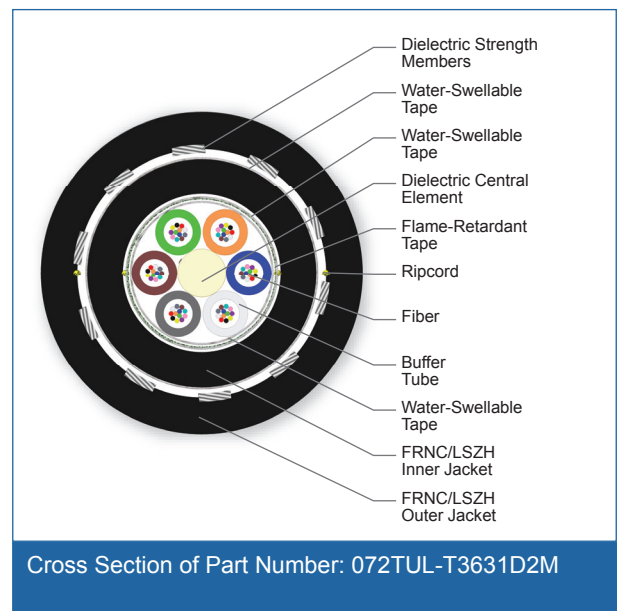 Dielectric Strength
Members
Water-Swellable
Tape
Water-Swellable
Tape
Dielectric Central
Element
Flame-Retardant
Tape
Ripcord
Fiber
Buffer
Tube
Water-Swellable
Tape
FRNC/LSZH
Inner Jacket
FRNC/LSZH
Outer Jacket
Cross Section of Part Number: 072TUL-T3631D2M